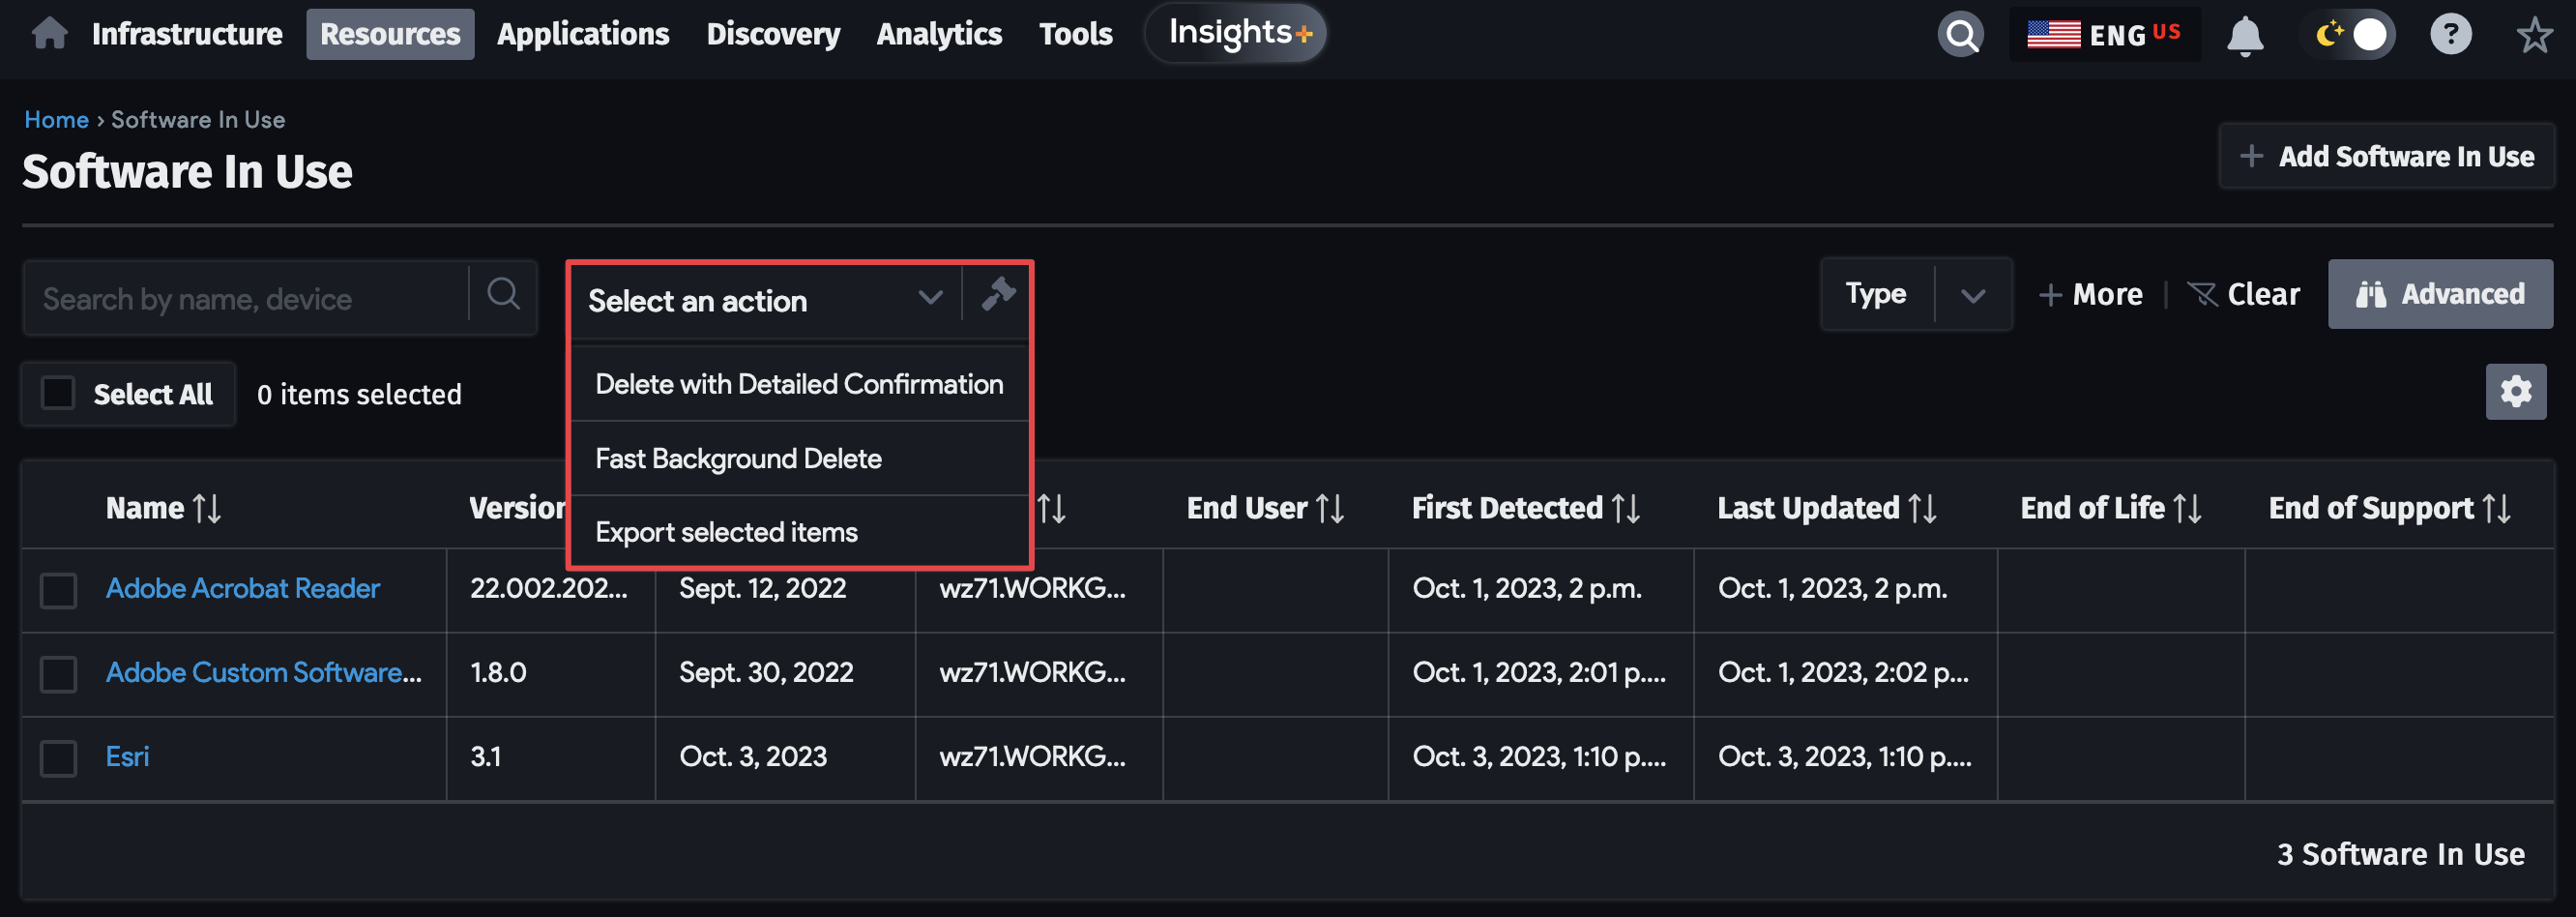 Infrastructure Resources Applications Discovery Analytics Tools Insights+ ENG US ?
Home › Software In Use
Software In Use
+ Add Software In Use
Search by name, device
Select an action
Type
+ More
Clear
Advanced
Delete with Detailed Confirmation
Fast Background Delete
Export selected items
Select All 0 items selected
Name Version End User First Detected Last Updated End of Life End of Support
Adobe Acrobat Reader 22.002.202... Sept. 12, 2022 wz71.WORKG... Oct. 1, 2023, 2 p.m. Oct. 1, 2023, 2 p.m.
Adobe Custom Software... 1.8.0 Sept. 30, 2022 wz71.WORKG... Oct. 1, 2023, 2:01 p.... Oct. 1, 2023, 2:02 p...
Esri 3.1 Oct. 3, 2023 wz71.WORKG... Oct. 3, 2023, 1:10 p.... Oct. 3, 2023, 1:10 p....
3 Software In Use